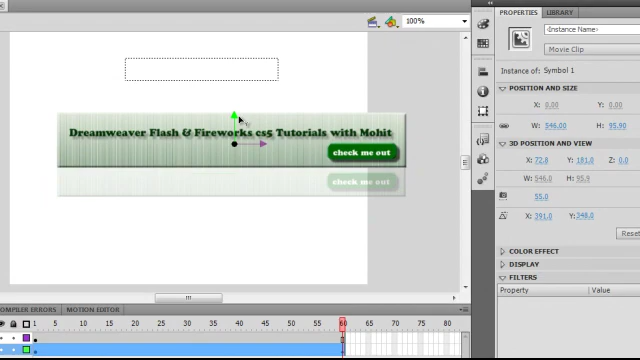 PROPERTIES LIBRARY
100%
<Instance Name>
Movie Clip
Instance of: Symbol 1
POSITION AND SIZE
X: 0.00 Y: 0.00
W: 546.00 H: 95.90
3D POSITION AND VIEW
X: 72.8 Y: 181.0 Z: 0.0
W: 546.0 H: 95.9
55.0
X: 391.0 Y: 348.0
Reset
COLOR EFFECT
DISPLAY
FILTERS
Property Value
Dreamweaver Flash & Fireworks cs5 Tutorials with Mohit
check me out
check me out
COMPILER ERRORS MOTION EDITOR
1 5 10 15 20 25 30 35 40 45 50 55 60 65 70 75 80